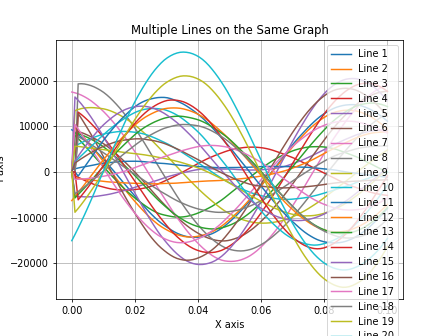 Multiple Lines on the Same Graph
20000
10000
0
−10000
−20000
0.00
0.02
0.04
0.06
X axis
axis
Line 1
Line 2
Line 3
Line 4
Line 5
Line 6
Line 7
Line 8
Line 9
Line 10
Line 11
Line 12
Line 13
Line 14
Line 15
Line 16
Line 17
Line 18
Line 19
Line 20